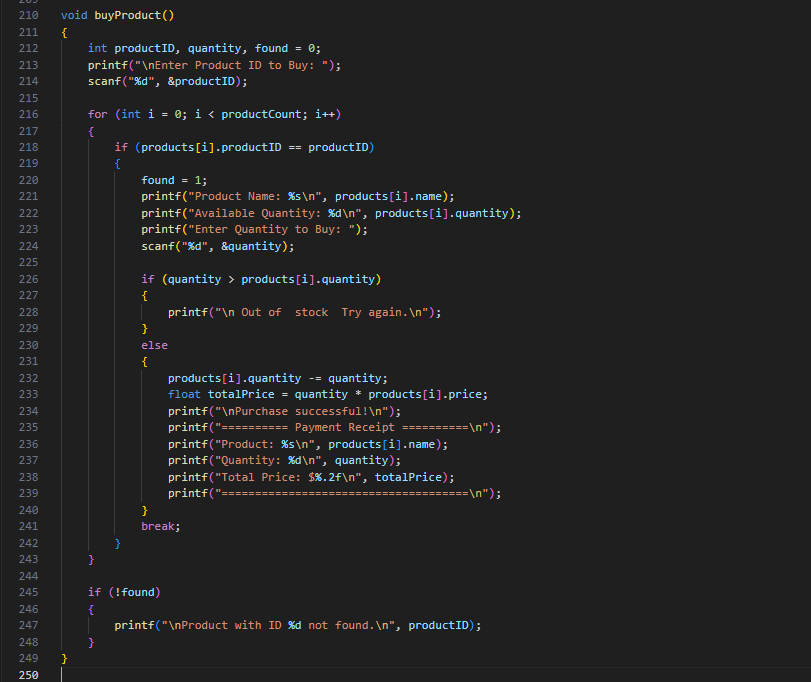 210 void buyProduct()
211 {
212 int productID, quantity, found = 0;
213 printf("\nEnter Product ID to Buy: ");
214 scanf("%d", &productID);
215
216 for (int i = 0; i < productCount; i++)
217 {
218 if (products[i].productID == productID)
219 {
220 found = 1;
221 printf("Product Name: %s\n", products[i].name);
222 printf("Available Quantity: %d\n", products[i].quantity);
223 printf("Enter Quantity to Buy: ");
224 scanf("%d", &quantity);
225
226 if (quantity > products[i].quantity)
227 {
228 printf("\n Out of  stock  Try again.\n");
229 }
230 else
231 {
232 products[i].quantity -= quantity;
233 float totalPrice = quantity * products[i].price;
234 printf("\nPurchase successful!\n");
235 printf("========== Payment Receipt ==========\n");
236 printf("Product: %s\n", products[i].name);
237 printf("Quantity: %d\n", quantity);
238 printf("Total Price: $%.2f\n", totalPrice);
239 printf("=====================================\n");
240 }
241 break;
242 }
243 }
244
245 if (!found)
246 {
247 printf("\nProduct with ID %d not found.\n", productID);
248 }
249 }
250